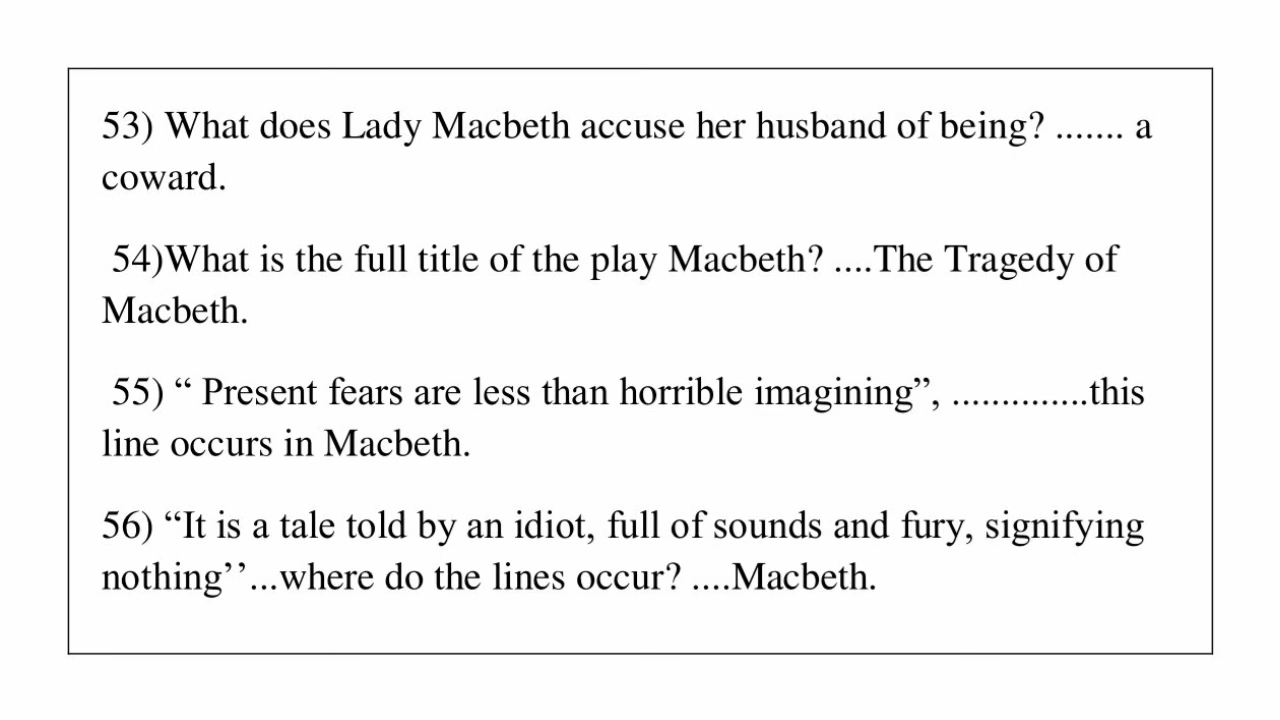 53) What does Lady Macbeth accuse her husband of being? ....... a
coward.
54)What is the full title of the play Macbeth? ....The Tragedy of
Macbeth.
55) “ Present fears are less than horrible imagining”, ..............this
line occurs in Macbeth.
56) “It is a tale told by an idiot, full of sounds and fury, signifying
nothing’’...where do the lines occur? ....Macbeth.